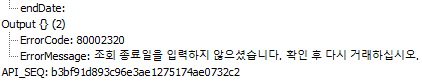 endDate:
Output {} (2)
ErrorCode: 80002320
ErrorMessage: 조회 종료일을 입력하지 않으셨습니다. 확인 후 다시 거래하십시오.
API_SEQ: b3bf91d893c96e3ae1275174ae0732c2